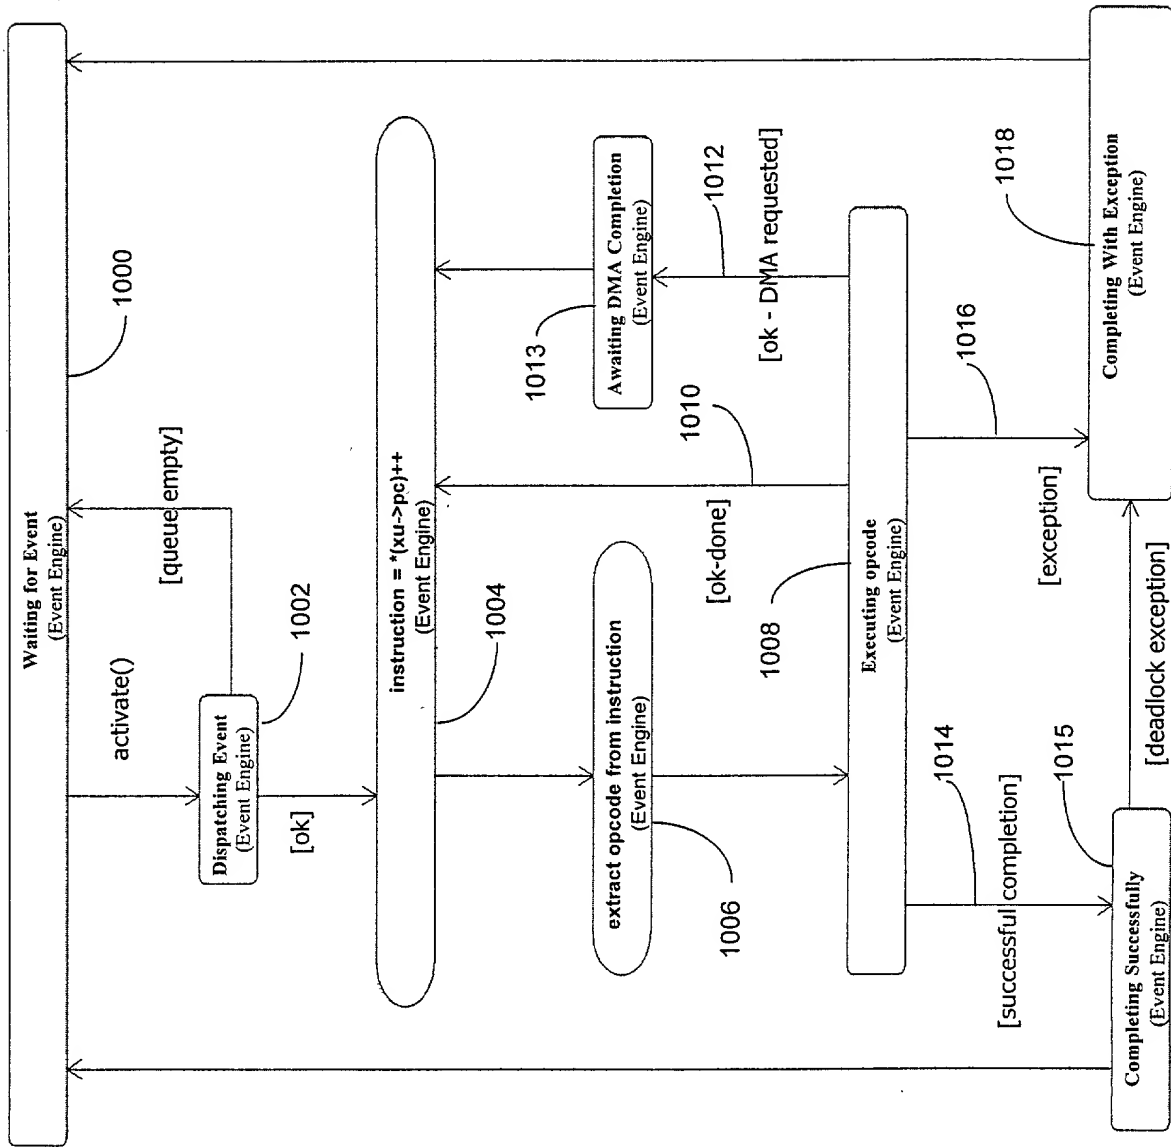 Waiting for Event
(Event Engine)
1000
activate()
[queue empty]
Dispatching Event
(Event Engine)
1002
[ok]
instruction = *(xu->pc)++
(Event Engine)
1004
extract opcode from instruction
(Event Engine)
1006
Awaiting DMA Completion
(Event Engine)
1013
1012
[ok - DMA requested]
1010
[ok-done]
Executing opcode
(Event Engine)
1008
1014
[successful completion]
1016
[exception]
Completing Successfully
(Event Engine)
1015
[deadlock exception]
Completing With Exception
(Event Engine)
1018